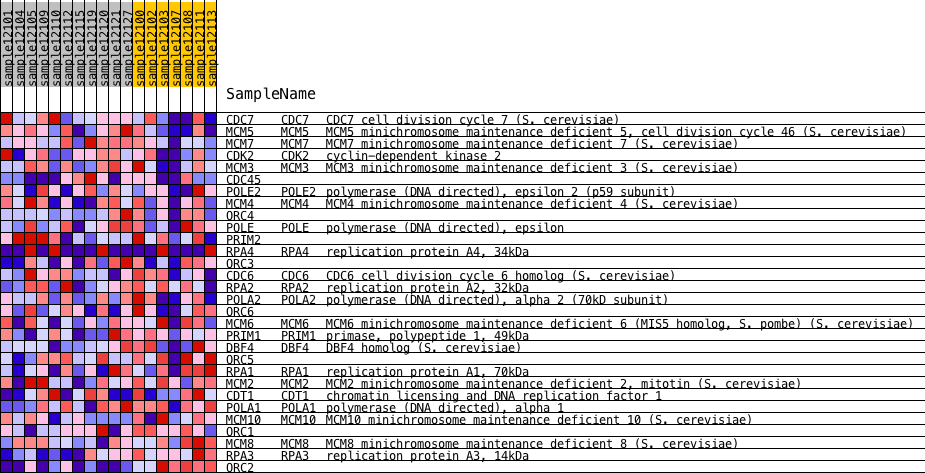 sample12101 sample12104 sample12105 sample12109 sample12110 sample12112 sample12115 sample12119 sample12120 sample12121 sample12127 sample12100 sample12102 sample12103 sample12107 sample12108 sample12111 sample12113
SampleName
CDC7 CDC7 CDC7 cell division cycle 7 (S. cerevisiae)
MCM5 MCM5 MCM5 minichromosome maintenance deficient 5, cell division cycle 46 (S. cerevisiae)
MCM7 MCM7 MCM7 minichromosome maintenance deficient 7 (S. cerevisiae)
CDK2 CDK2 cyclin-dependent kinase 2
MCM3 MCM3 MCM3 minichromosome maintenance deficient 3 (S. cerevisiae)
CDC45
POLE2 POLE2 polymerase (DNA directed), epsilon 2 (p59 subunit)
MCM4 MCM4 MCM4 minichromosome maintenance deficient 4 (S. cerevisiae)
ORC4
POLE POLE polymerase (DNA directed), epsilon
PRIM2
RPA4 RPA4 replication protein A4, 34kDa
ORC3
CDC6 CDC6 CDC6 cell division cycle 6 homolog (S. cerevisiae)
RPA2 RPA2 replication protein A2, 32kDa
POLA2 POLA2 polymerase (DNA directed), alpha 2 (70kD subunit)
ORC6
MCM6 MCM6 MCM6 minichromosome maintenance deficient 6 (MIS5 homolog, S. pombe) (S. cerevisiae)
PRIM1 PRIM1 primase, polypeptide 1, 49kDa
DBF4 DBF4 DBF4 homolog (S. cerevisiae)
ORC5
RPA1 RPA1 replication protein A1, 70kDa
MCM2 MCM2 MCM2 minichromosome maintenance deficient 2, mitotin (S. cerevisiae)
CDT1 CDT1 chromatin licensing and DNA replication factor 1
POLA1 POLA1 polymerase (DNA directed), alpha 1
MCM10 MCM10 MCM10 minichromosome maintenance deficient 10 (S. cerevisiae)
ORC1
MCM8 MCM8 MCM8 minichromosome maintenance deficient 8 (S. cerevisiae)
RPA3 RPA3 replication protein A3, 14kDa
ORC2